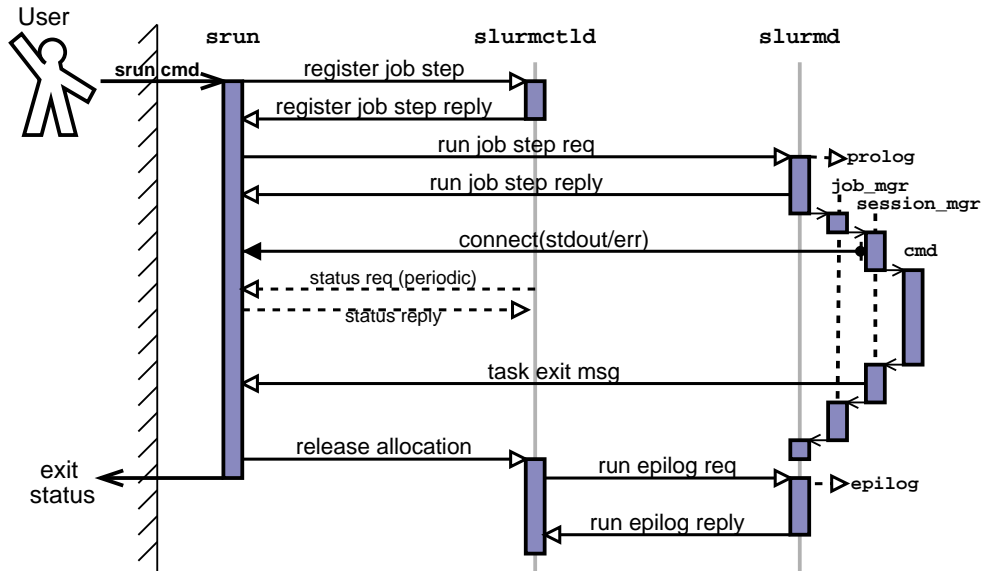 User
srun
slurmctld
slurmd
srun cmd
register job step
register job step reply
run job step req
prolog
run job step reply
job_mgr
session_mgr
connect(stdout/err)
cmd
status req (periodic)
status reply
task exit msg
release allocation
exit
status
run epilog req
epilog
run epilog reply